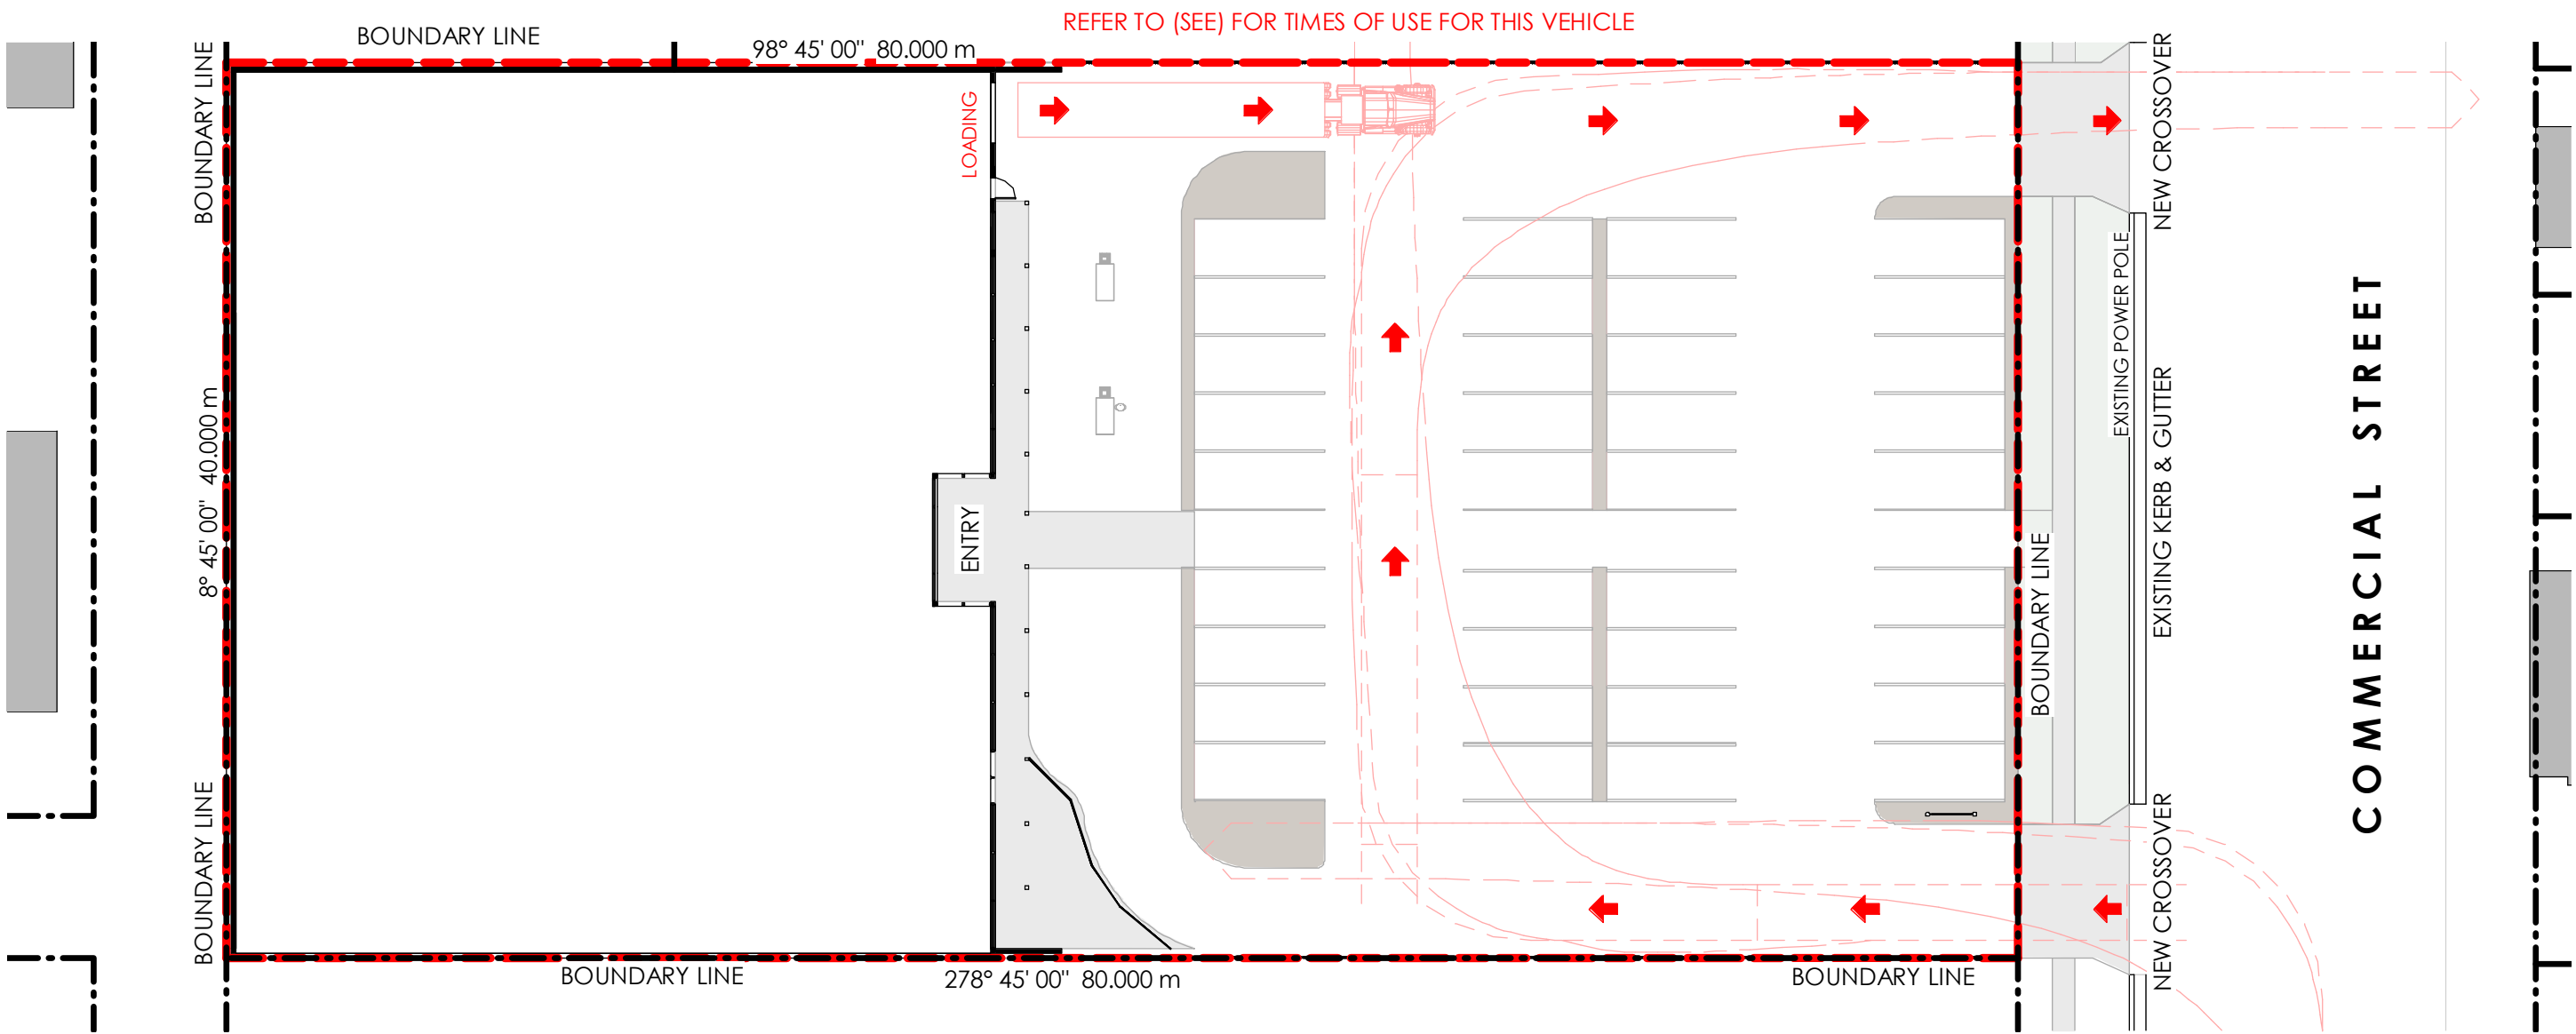 REFER TO (SEE) FOR TIMES OF USE FOR THIS VEHICLE
BOUNDARY LINE
98° 45' 00" 80.000 m
BOUNDARY LINE
LOADING
NEW CROSSOVER
EXISTING POWER POLE
8° 45' 00" 40.000 m
ENTRY
BOUNDARY LINE
EXISTING KERB & GUTTER
COMMERCIAL STREET
BOUNDARY LINE
NEW CROSSOVER
BOUNDARY LINE
278° 45' 00" 80.000 m
BOUNDARY LINE